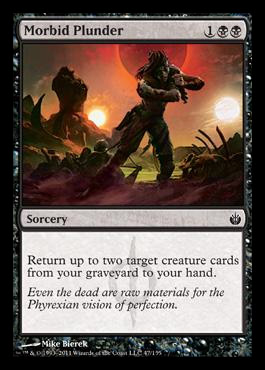 Morbid Plunder 1
Sorcery
Return up to two target creature cards
from your graveyard to your hand.
Even the dead are raw materials for the
Phyrexian vision of perfection.
Mike Bierek
™ & © 1993–2011 Wizards of the Coast LLC 47/155